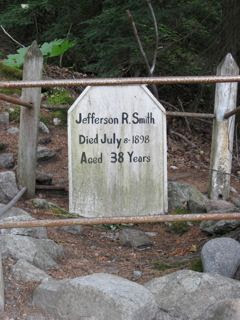 Jefferson R. Smith
Died July 8-1898
Aged 38 Years